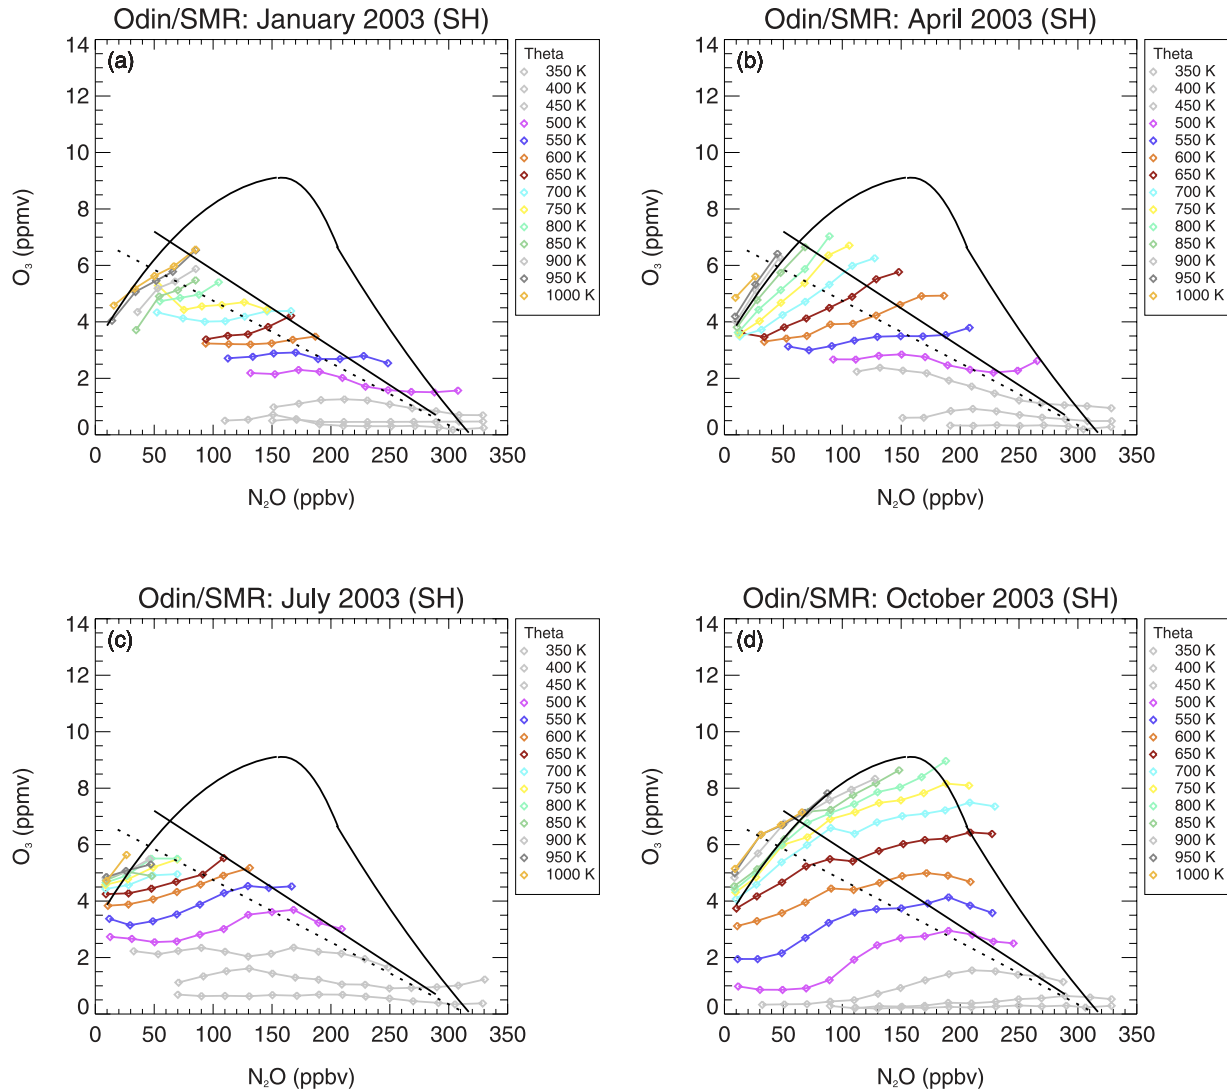 Odin/SMR: January 2003 (SH)
(a)
O₃ (ppmv)
14
12
10
8
6
4
2
0
0 50 100 150 200 250 300 350
N₂O (ppbv)
Theta
350 K
400 K
450 K
500 K
550 K
600 K
650 K
700 K
750 K
800 K
850 K
900 K
950 K
1000 K
Odin/SMR: April 2003 (SH)
(b)
O₃ (ppmv)
14
12
10
8
6
4
2
0
0 50 100 150 200 250 300 350
N₂O (ppbv)
Theta
350 K
400 K
450 K
500 K
550 K
600 K
650 K
700 K
750 K
800 K
850 K
900 K
950 K
1000 K
Odin/SMR: July 2003 (SH)
(c)
O₃ (ppmv)
14
12
10
8
6
4
2
0
0 50 100 150 200 250 300 350
N₂O (ppbv)
Theta
350 K
400 K
450 K
500 K
550 K
600 K
650 K
700 K
750 K
800 K
850 K
900 K
950 K
1000 K
Odin/SMR: October 2003 (SH)
(d)
O₃ (ppmv)
14
12
10
8
6
4
2
0
0 50 100 150 200 250 300 350
N₂O (ppbv)
Theta
350 K
400 K
450 K
500 K
550 K
600 K
650 K
700 K
750 K
800 K
850 K
900 K
950 K
1000 K